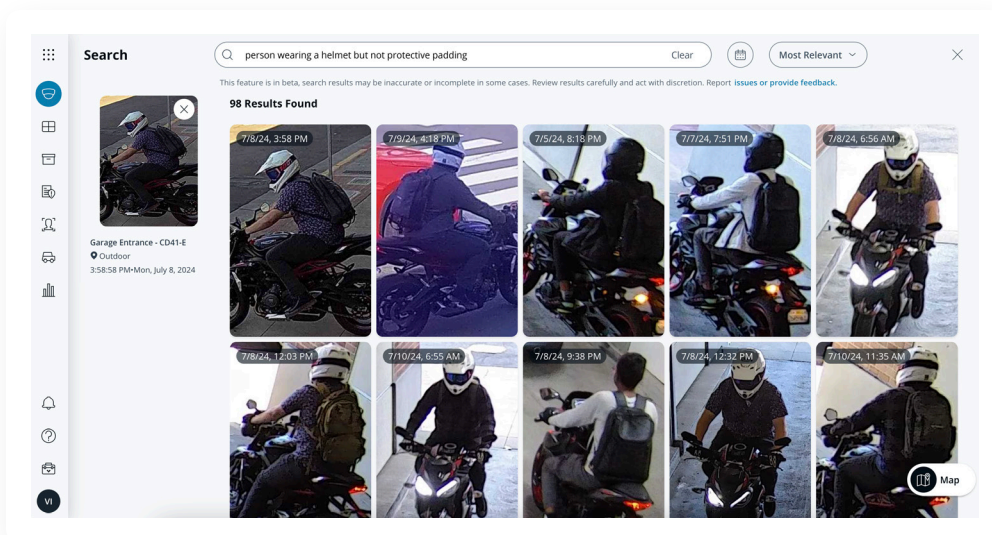 Search
person wearing a helmet but not protective padding
Clear
Most Relevant
This feature is in beta, search results may be inaccurate or incomplete in some cases. Review results carefully and act with discretion. Report issues or provide feedback.
98 Results Found
Garage Entrance - CD41-E
Outdoor
3:58:58 PM•Mon, July 8, 2024
7/8/24, 3:58 PM
7/9/24, 4:18 PM
7/5/24, 8:18 PM
7/7/24, 7:51 PM
7/8/24, 6:56 AM
7/8/24, 12:03 PM
7/10/24, 6:55 AM
7/8/24, 9:38 PM
7/8/24, 12:32 PM
7/10/24, 11:35 AM
Map
VI